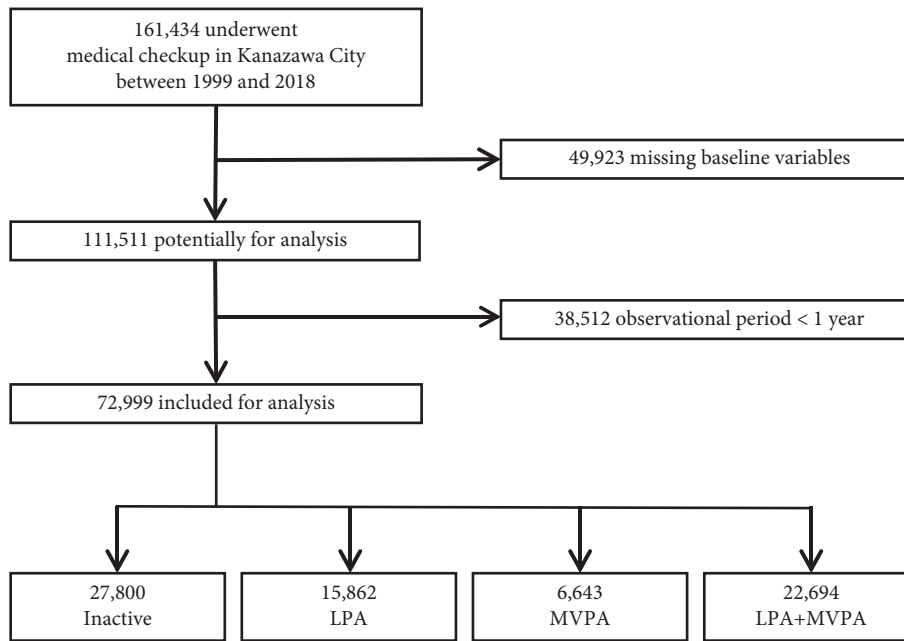 161,434 underwent
medical checkup in Kanazawa City
between 1999 and 2018
49,923 missing baseline variables
111,511 potentially for analysis
38,512 observational period < 1 year
72,999 included for analysis
27,800
Inactive
15,862
LPA
6,643
MVPA
22,694
LPA+MVPA